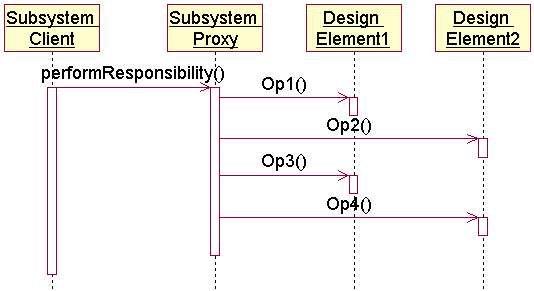 Subsystem
Client
Subsystem
Proxy
Design
Element1
Design
Element2
performResponsibility()
Op1()
Op2()
Op3()
Op4()